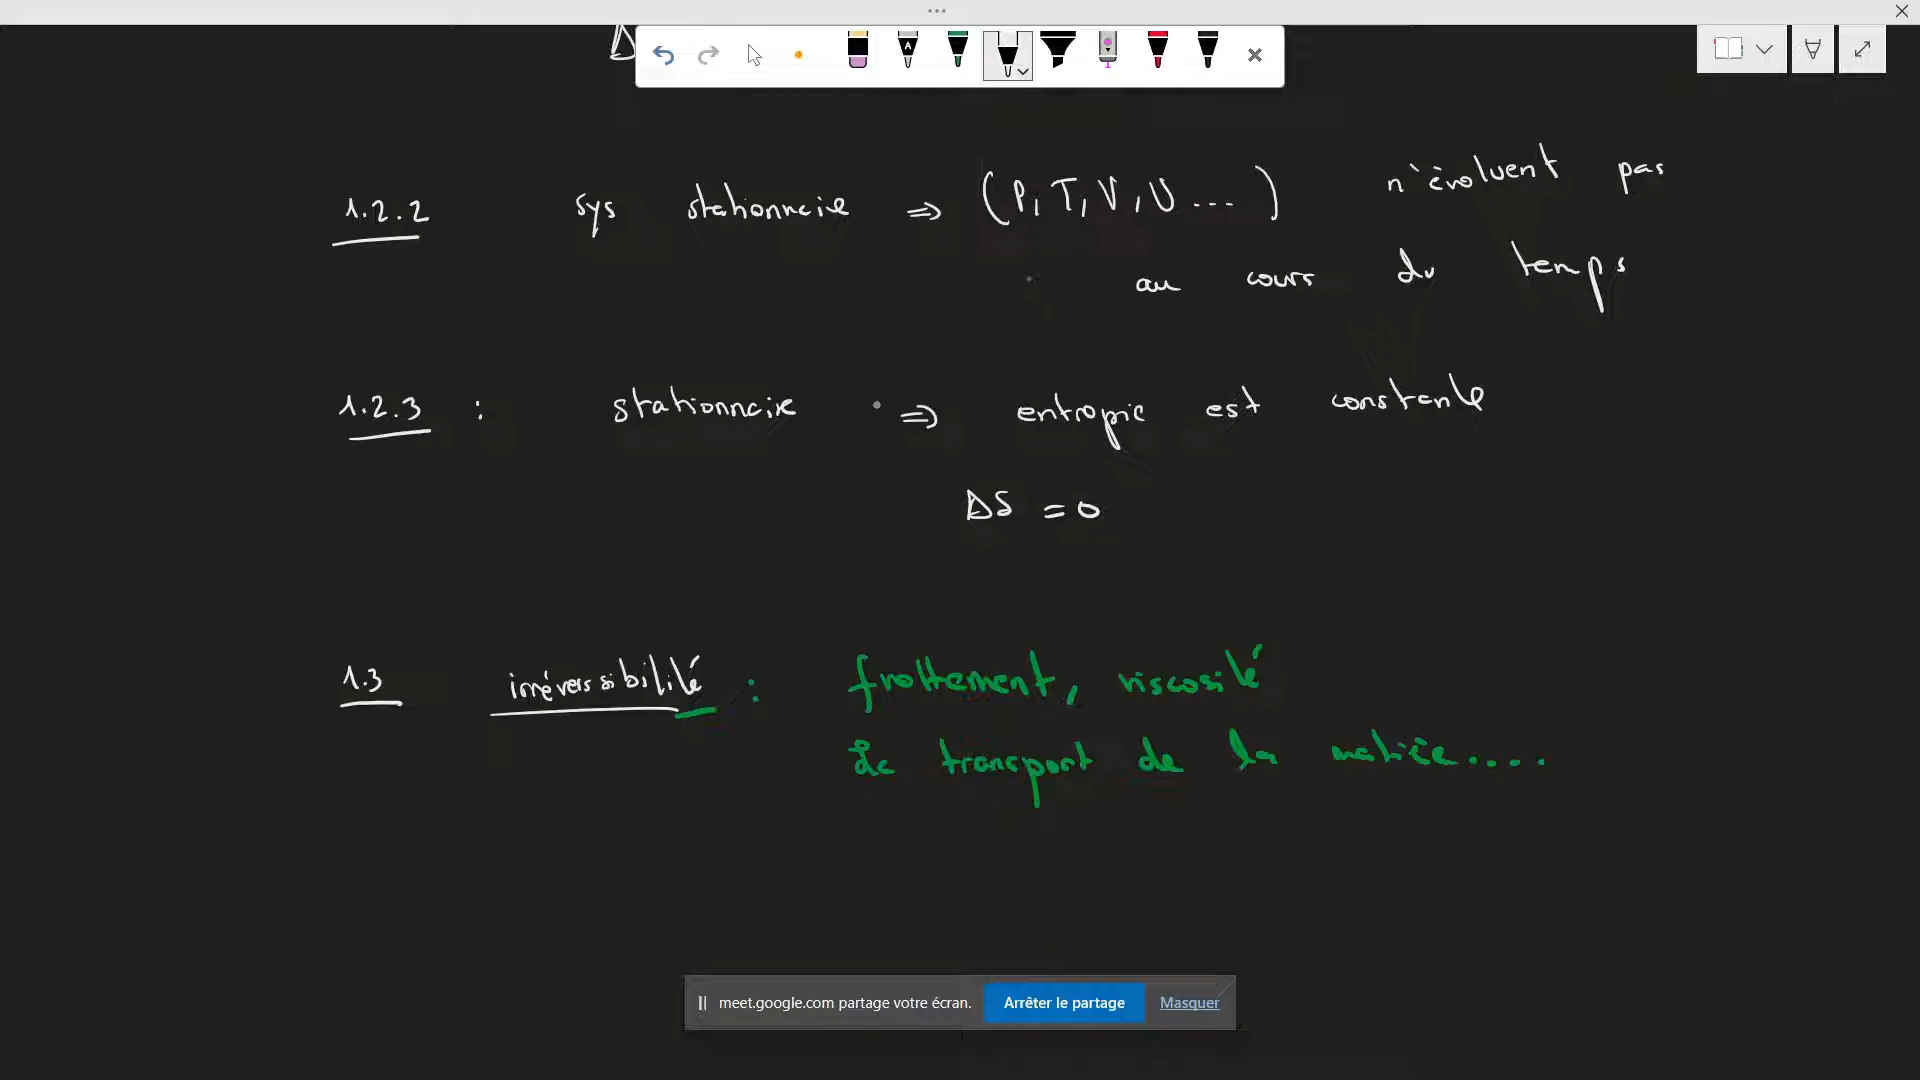 1.2.2 sys stationnaire ⇒ (P, T, V, U ... ) n'évoluent pas
au cours du temps
1.2.3 : stationnaire ⇒ entropie est constante
ΔS = 0
1.3 irréversibilité : frottement, viscosité
Le transport de la matière....
meet.google.com partage votre écran. Arrêter le partage Masquer